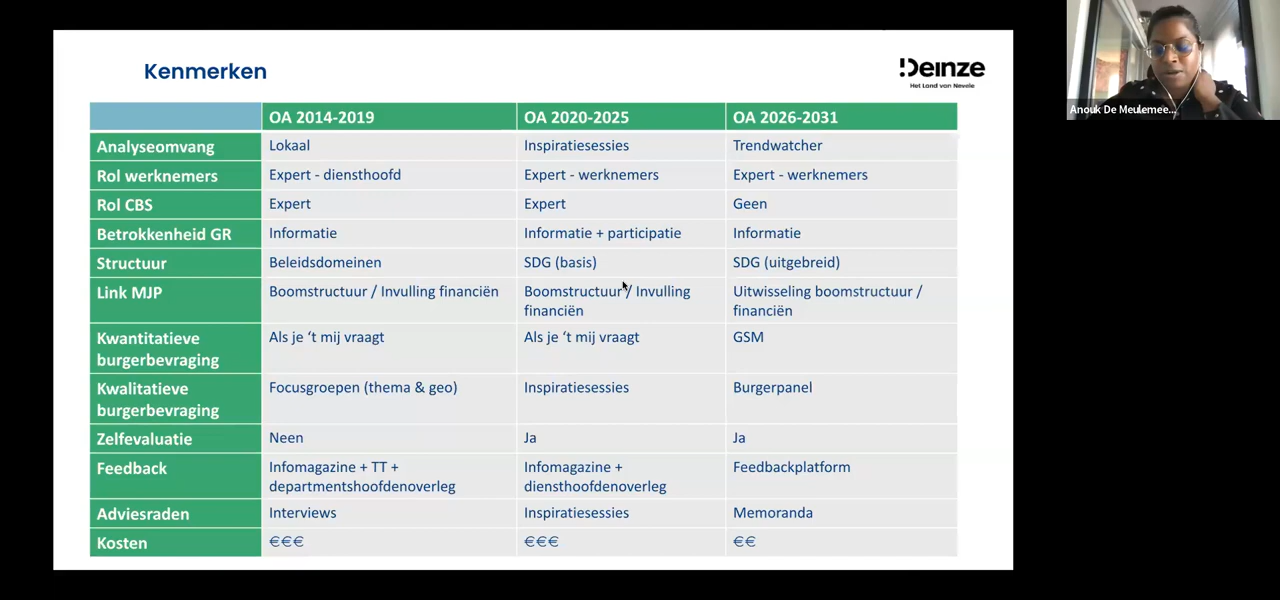 Kenmerken
!Deinze
Het Land van Nevele
Anouk De Meulemee...
OA 2014-2019 OA 2020-2025 OA 2026-2031
Analyseomvang Lokaal Inspiratiesessies Trendwatcher
Rol werknemers Expert - diensthoofd Expert - werknemers Expert - werknemers
Rol CBS Expert Expert Geen
Betrokkenheid GR Informatie Informatie + participatie Informatie
Structuur Beleidsdomeinen SDG (basis) SDG (uitgebreid)
Link MJP Boomstructuur / Invulling financiën Boomstructuur / Invulling Uitwisseling boomstructuur /
financiën financiën
Kwantitatieve Als je ‘t mij vraagt Als je ‘t mij vraagt GSM
burgerbevraging
Kwalitatieve Focusgroepen (thema & geo) Inspiratiesessies Burgerpanel
burgerbevraging
Zelfevaluatie Neen Ja Ja
Feedback Infomagazine + TT + Infomagazine + Feedbackplatform
departmentshoofdenoverleg diensthoofdenoverleg
Adviesraden Interviews Inspiratiesessies Memoranda
Kosten €€€ €€€ €€